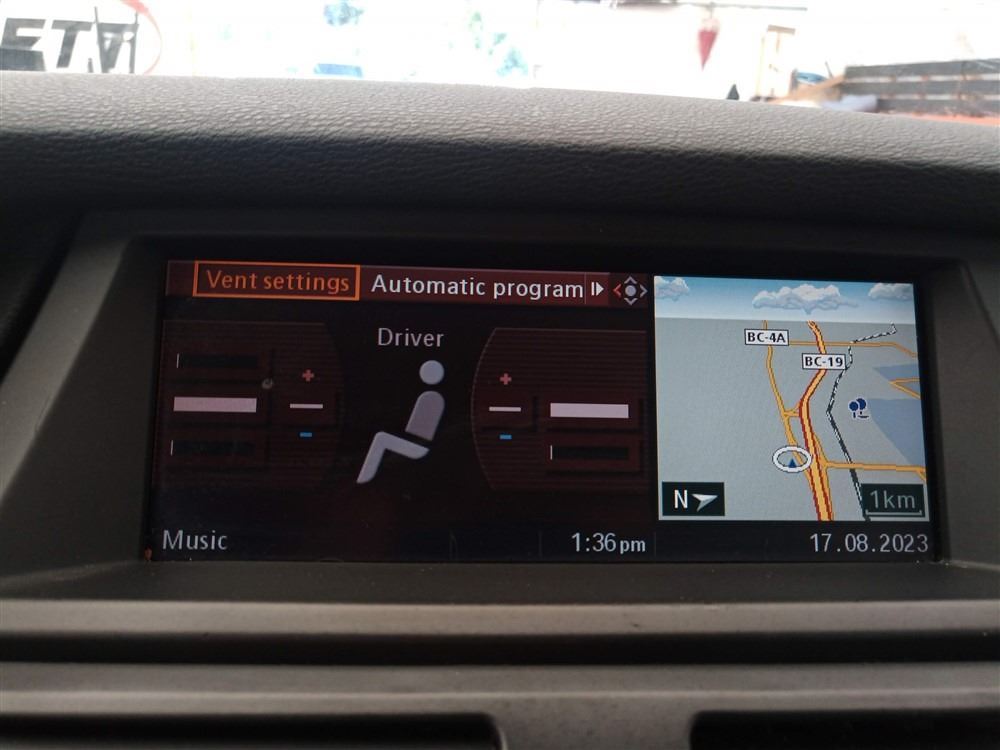 Vent settings Automatic program
Driver
BC-4A
BC-19
N
1km
Music 1:36pm 17.08.2023